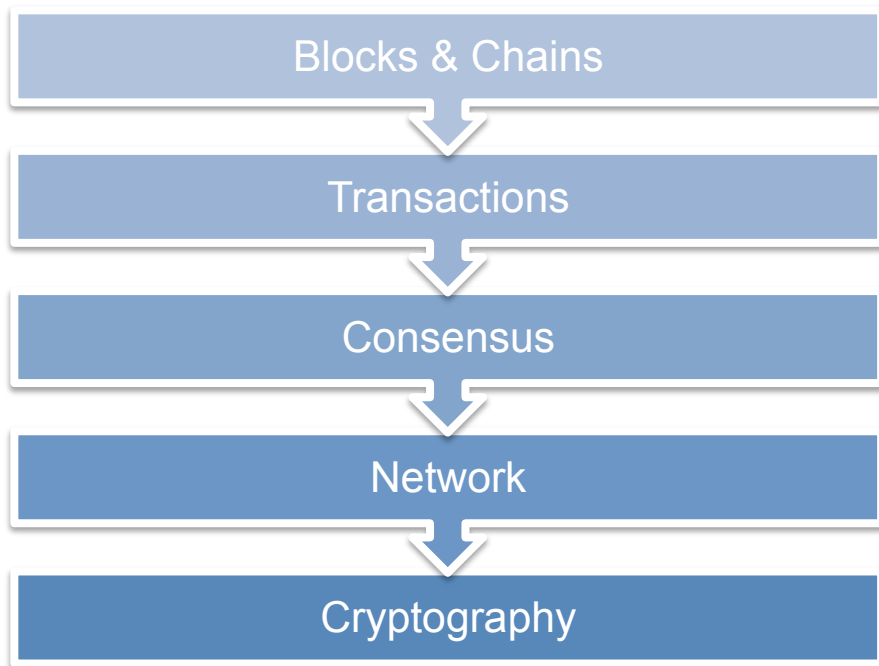 Blocks & Chains
Transactions
Consensus
Network
Cryptography